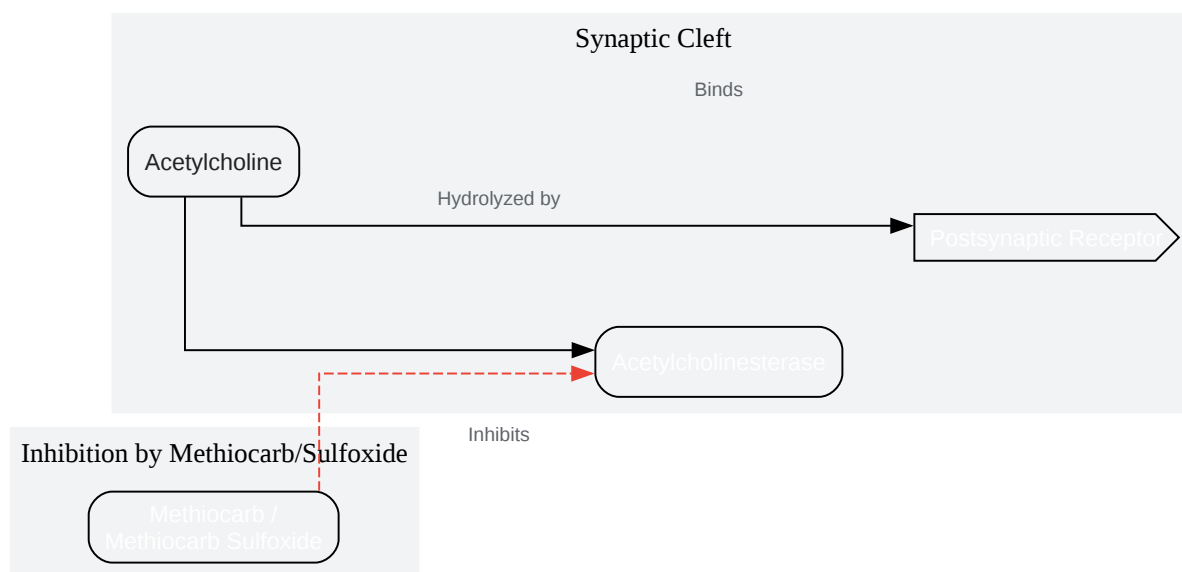 Synaptic Cleft
Binds
Acetylcholine
Hydrolyzed by
Postsynaptic Receptor
Acetylcholinesterase
Inhibits
Inhibition by Methiocarb/Sulfoxide
Methiocarb /
Methiocarb Sulfoxide